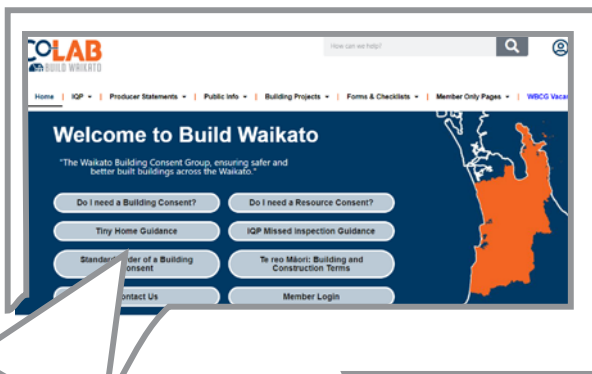 COLAB
BUILD WAIKATO
How can we help?
Home | IQP | Producer Statements | Public Info | Building Projects | Forms & Checklists | Member Only Pages | WBCG Vacan
Welcome to Build Waikato
"The Waikato Building Consent Group, ensuring safer and
better built buildings across the Waikato."
Do I need a Building Consent?
Do I need a Resource Consent?
Tiny Home Guidance
IQP Missed Inspection Guidance
Standard der of a Building
onsent
Te reo Māori: Building and
Construction Terms
ontact Us
Member Login